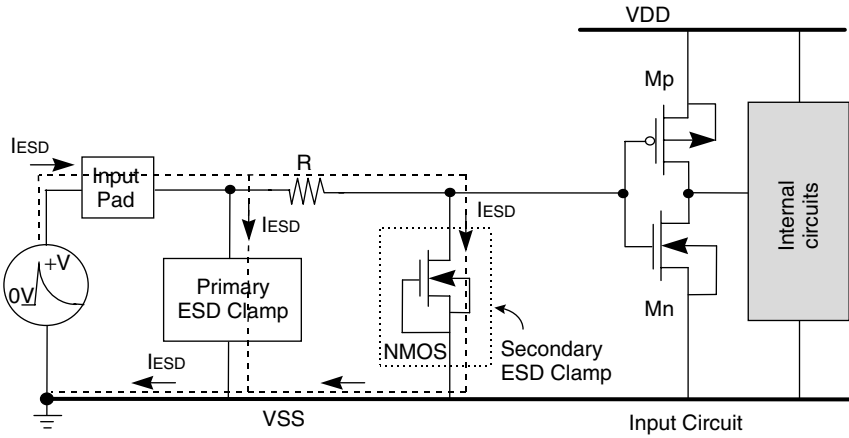 VDD
Mp
IESD
R
Input
Pad
IESD
IESD
+V
0V
Primary
ESD Clamp
Internal
circuits
Mn
NMOS
Secondary
ESD Clamp
IESD
VSS
Input Circuit